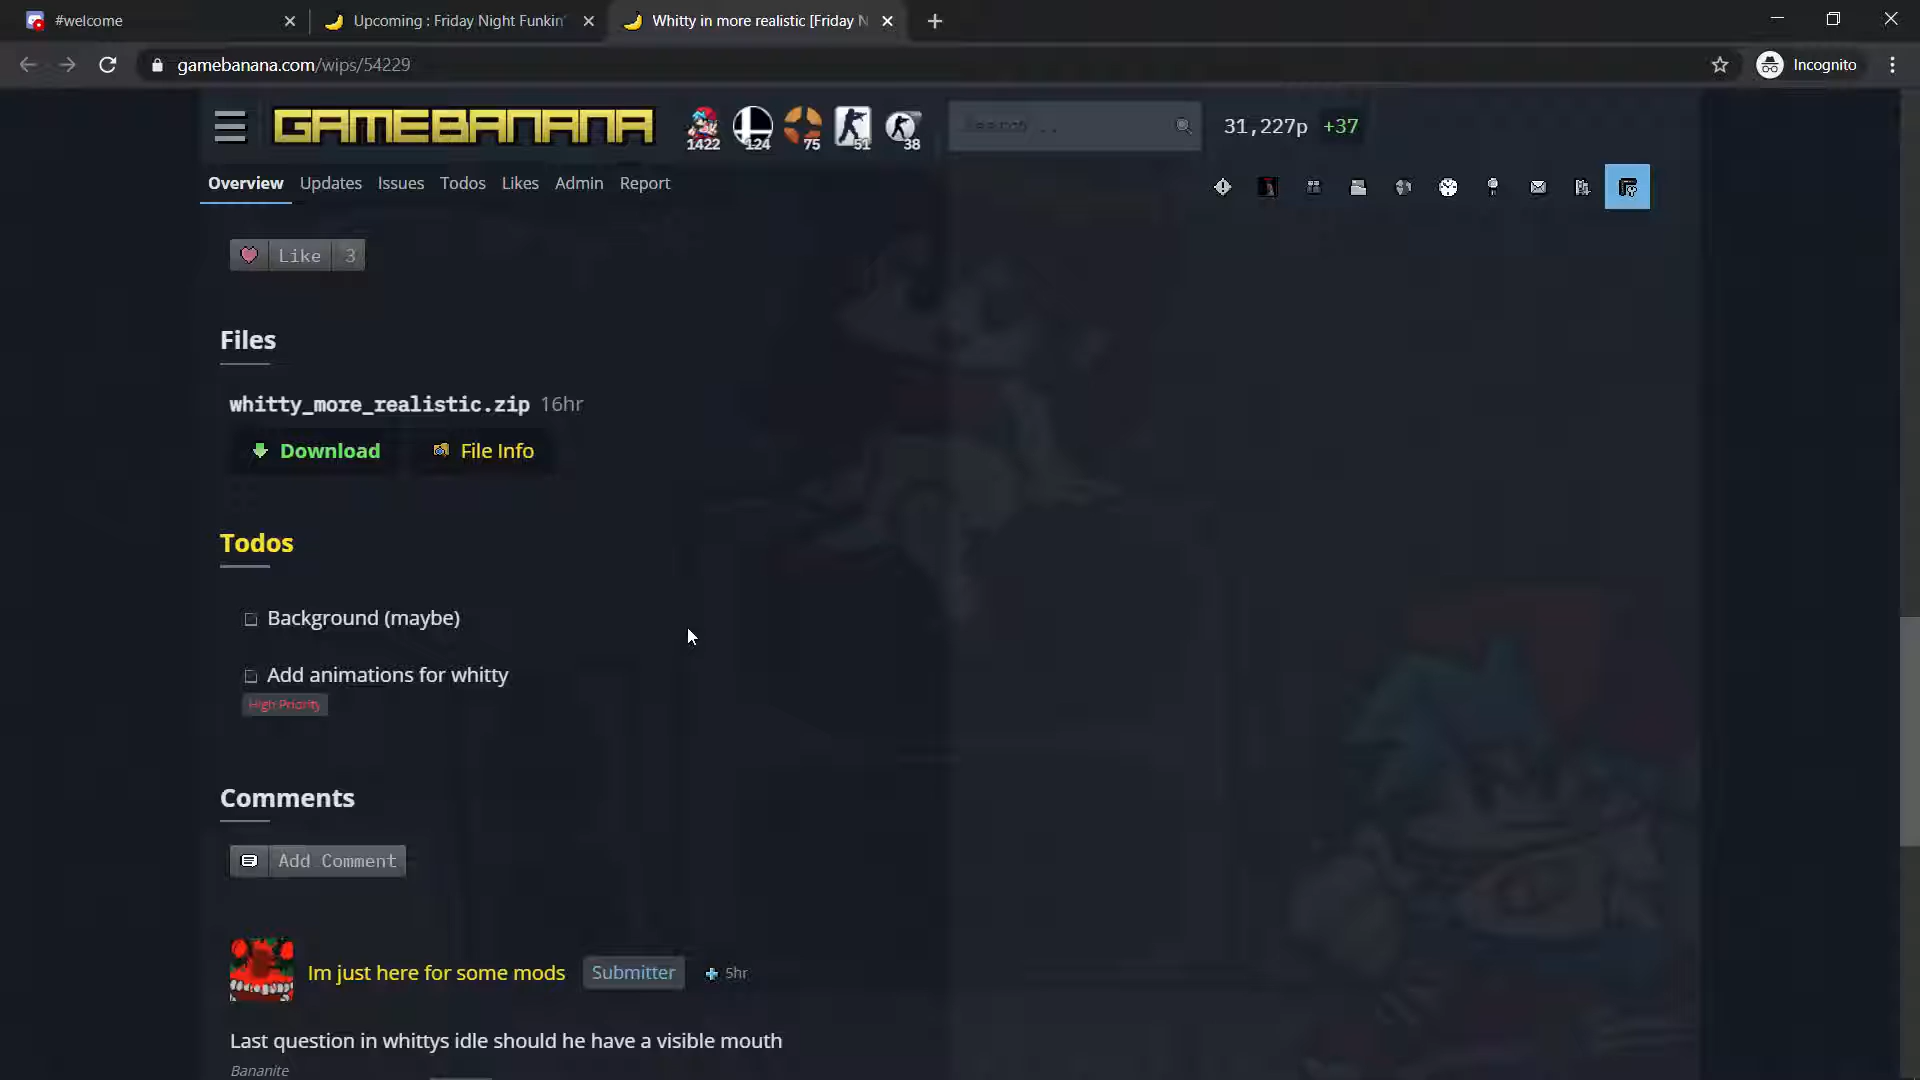 #welcome
Upcoming : Friday Night Funkin'
Whitty in more realistic [Friday N
gamebanana.com/wips/54229
Incognito
GAMEBANANA
1422
124
75
51
38
Search ...
31,227p +37
Overview Updates Issues Todos Likes Admin Report
Like 3
Files
whitty_more_realistic.zip 16hr
Download File Info
Todos
Background (maybe)
Add animations for whitty
High Priority
Comments
Add Comment
Im just here for some mods Submitter 5hr
Last question in whittys idle should he have a visible mouth
Bananite